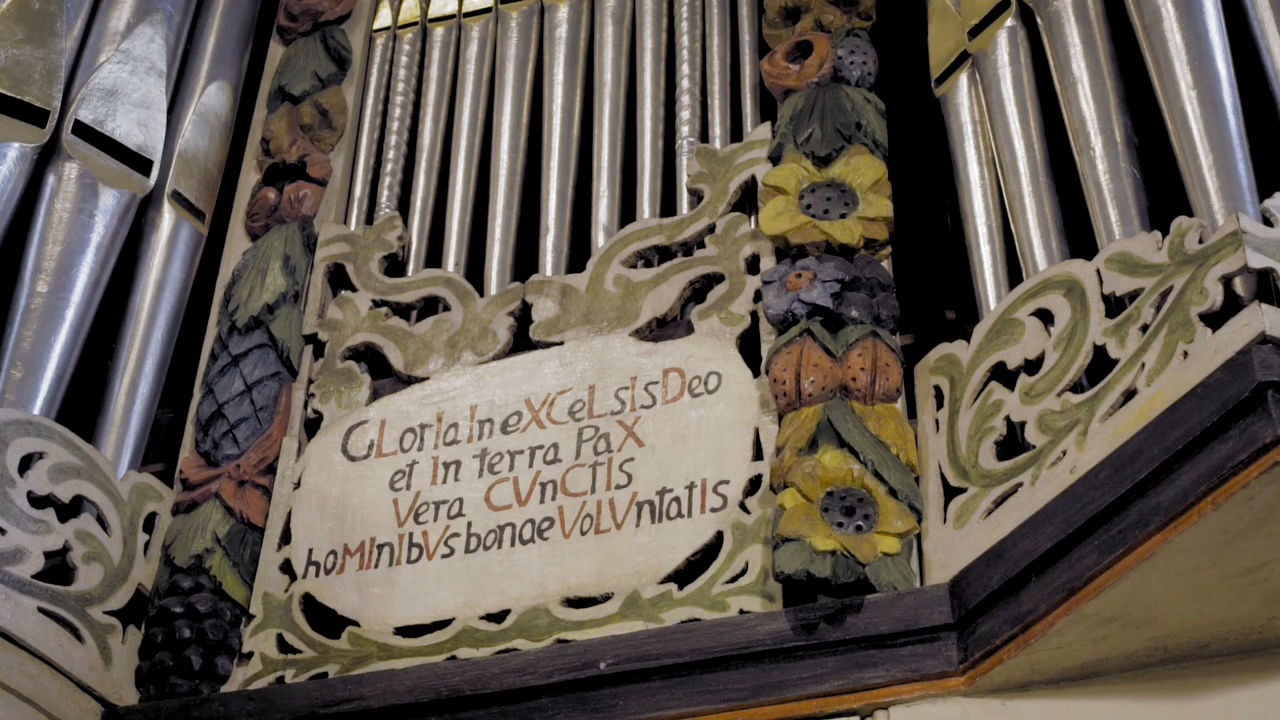 GLorIa In eXCeLsIs Deo
et In terra PaX
Vera CVnCtIs
hoMInIbVs bonae VoLVntatIs